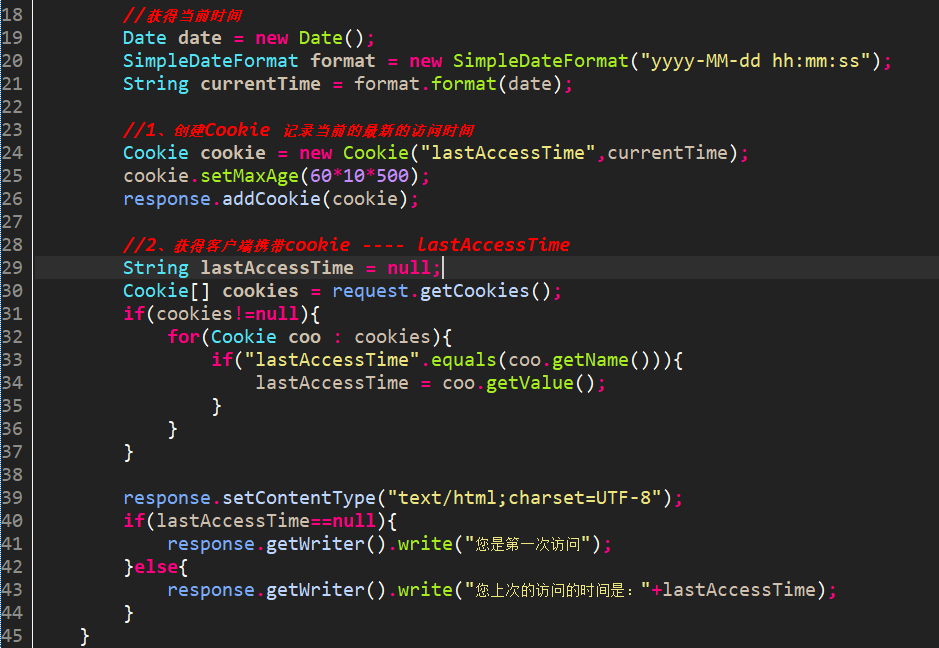 18 //获得当前时间
19 Date date = new Date();
20 SimpleDateFormat format = new SimpleDateFormat("yyyy-MM-dd hh:mm:ss");
21 String currentTime = format.format(date);
22
23 //1、创建Cookie 记录当前的最新的访问时间
24 Cookie cookie = new Cookie("lastAccessTime",currentTime);
25 cookie.setMaxAge(60*10*500);
26 response.addCookie(cookie);
27
28 //2、获得客户端携带cookie ---- lastAccessTime
29 String lastAccessTime = null;
30 Cookie[] cookies = request.getCookies();
31 if(cookies!=null){
32 for(Cookie coo : cookies){
33 if("lastAccessTime".equals(coo.getName())){
34 lastAccessTime = coo.getValue();
35 }
36 }
37 }
38
39 response.setContentType("text/html;charset=UTF-8");
40 if(lastAccessTime==null){
41 response.getWriter().write("您是第一次访问");
42 }else{
43 response.getWriter().write("您上次的访问的时间是："+lastAccessTime);
44 }
45 }